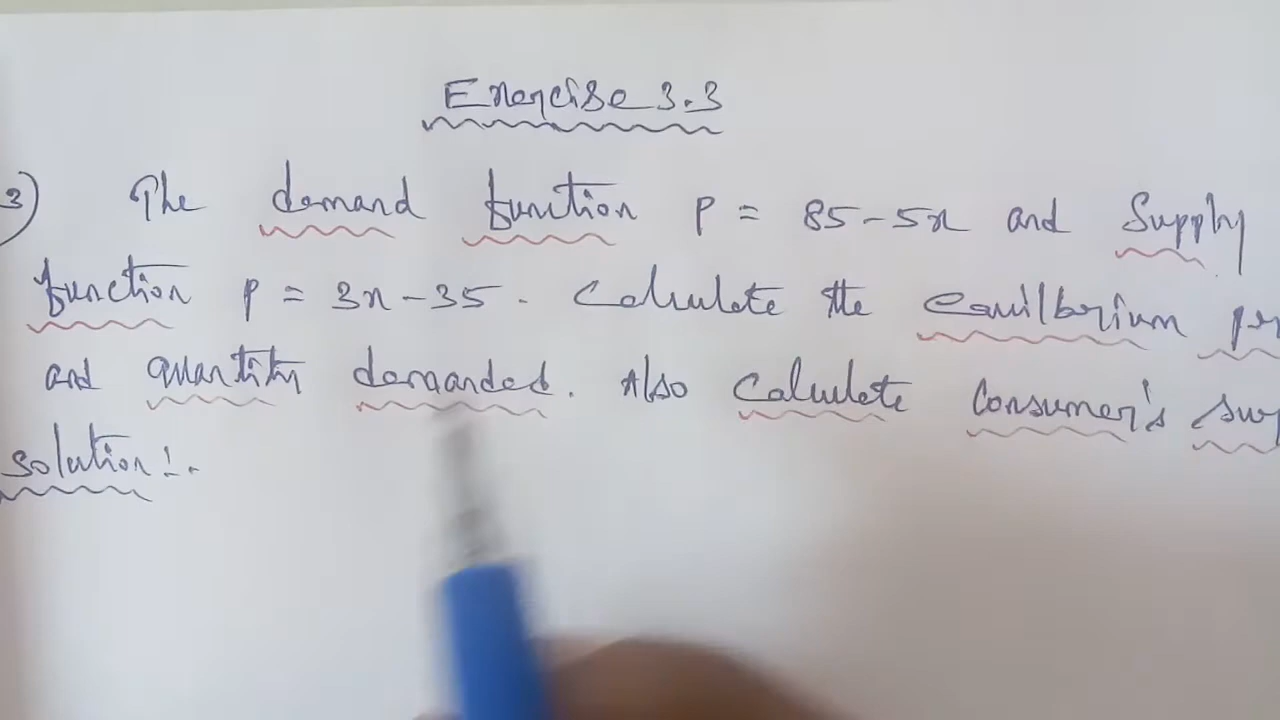 Exercise 3.3
3) The demand function p = 85-5x and Supply
function p = 3x-35. Calculate the equilbrium
and quantity demanded. Also Calculate Consumer's
solution:-